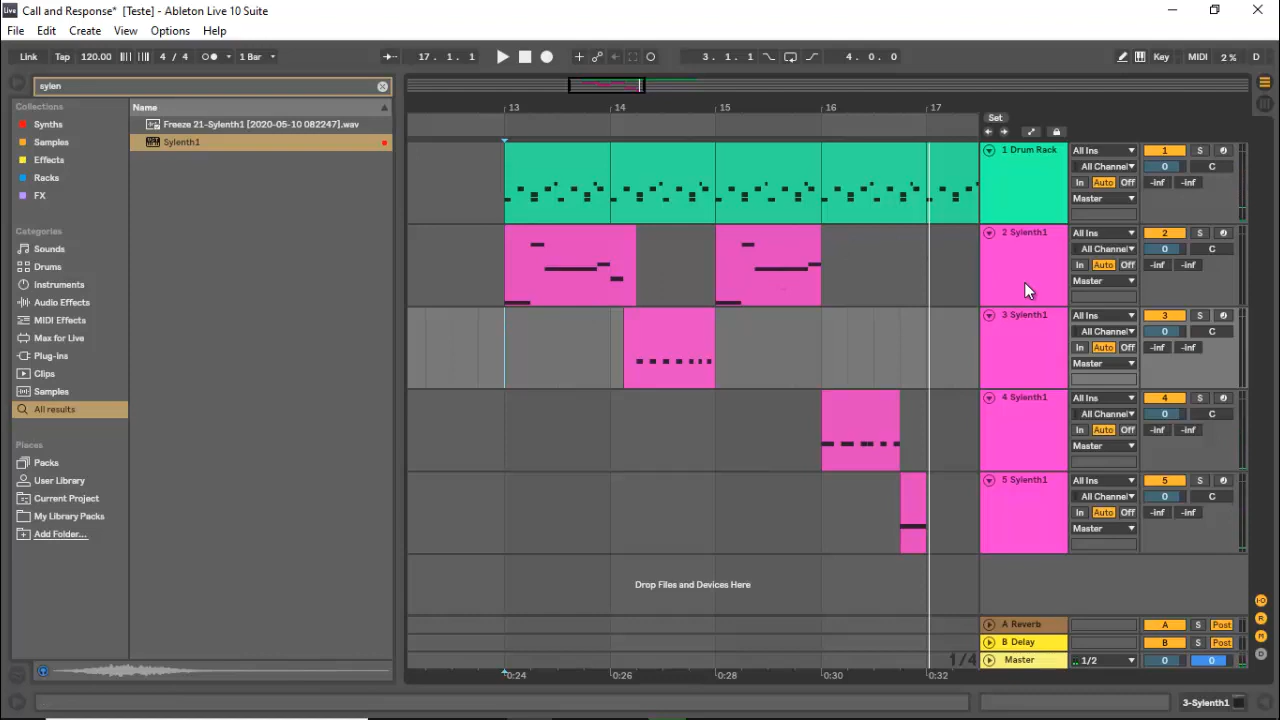 Live Call and Response* [Teste] - Ableton Live 10 Suite
File Edit Create View Options Help
Link Tap 120.00 4 / 4 1 Bar 17. 1. 1 3. 1. 1 4. 0. 0 Key MIDI 2 % D
sylen
Collections
Synths
Samples
Effects
Racks
FX
Categories
Sounds
Drums
Instruments
Audio Effects
MIDI Effects
Max for Live
Plug-ins
Clips
Samples
All results
Places
Packs
User Library
Current Project
My Library Packs
Add Folder...
Name
Freeze 21-Sylenth1 [2020-05-10 082247].wav
Sylenth1
13 14 15 16 17
Set
1 Drum Rack All Ins 1 S
All Channel 0 C
In Auto Off -inf -inf
Master
2 Sylenth1 All Ins 2 S
All Channel 0 C
In Auto Off -inf -inf
Master
3 Sylenth1 All Ins 3 S
All Channel 0 C
In Auto Off -inf -inf
Master
4 Sylenth1 All Ins 4 S
All Channel 0 C
In Auto Off -inf -inf
Master
5 Sylenth1 All Ins 5 S
All Channel 0 C
In Auto Off -inf -inf
Master
Drop Files and Devices Here
A Reverb A S Post
B Delay B S Post
1/4 Master 1/2 0 0
0:24 0:26 0:28 0:30 0:32
3-Sylenth1